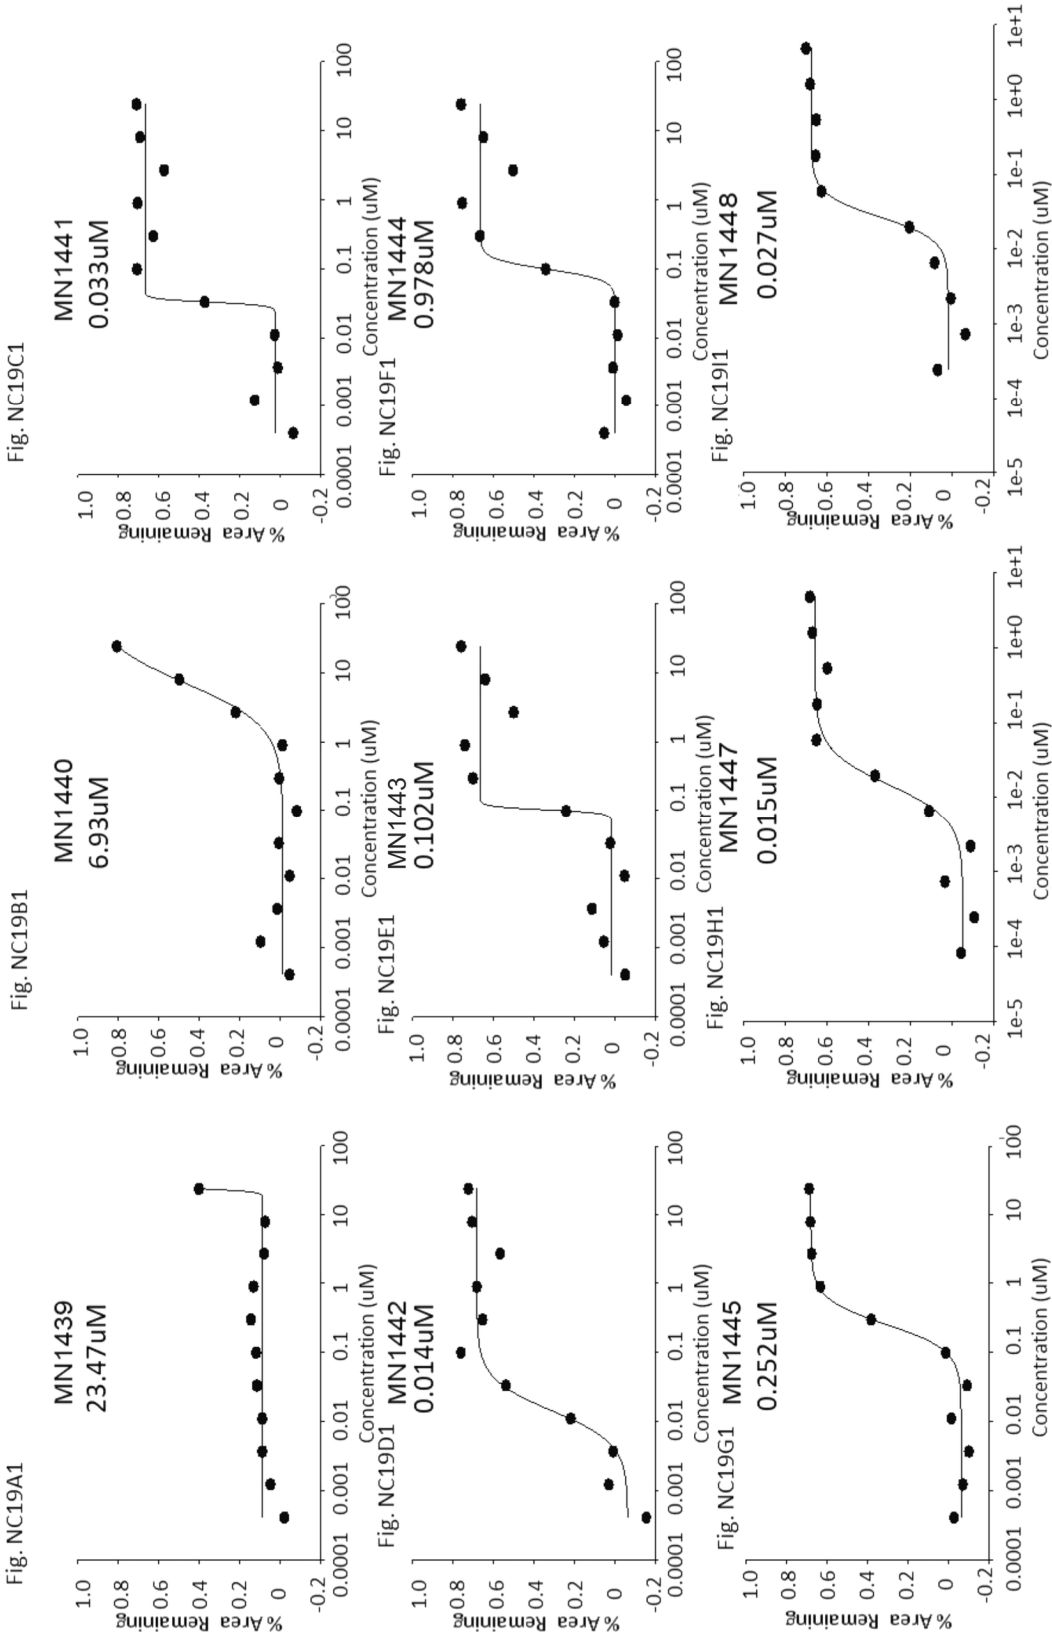 Fig. NC19A1
MN1439
23.47uM
% Area Remaining
1.0
0.8
0.6
0.4
0.2
0
-0.2
0.0001 0.001 0.01 0.1 1 10 100
Concentration (uM)
Fig. NC19B1
MN1440
6.93uM
% Area Remaining
1.0
0.8
0.6
0.4
0.2
0
-0.2
0.0001 0.001 0.01 0.1 1 10 100
Concentration (uM)
Fig. NC19C1
MN1441
0.033uM
% Area Remaining
1.0
0.8
0.6
0.4
0.2
0
-0.2
0.0001 0.001 0.01 0.1 1 10 100
Concentration (uM)
Fig. NC19D1
MN1442
0.014uM
% Area Remaining
1.0
0.8
0.6
0.4
0.2
0
-0.2
0.0001 0.001 0.01 0.1 1 10 100
Concentration (uM)
Fig. NC19E1
MN1443
0.102uM
% Area Remaining
1.0
0.8
0.6
0.4
0.2
0
-0.2
0.0001 0.001 0.01 0.1 1 10 100
Concentration (uM)
Fig. NC19F1
MN1444
0.978uM
% Area Remaining
1.0
0.8
0.6
0.4
0.2
0
-0.2
0.0001 0.001 0.01 0.1 1 10 100
Concentration (uM)
Fig. NC19G1
MN1445
0.252uM
% Area Remaining
1.0
0.8
0.6
0.4
0.2
0
-0.2
0.0001 0.001 0.01 0.1 1 10 100
Concentration (uM)
Fig. NC19H1
MN1447
0.015uM
% Area Remaining
1.0
0.8
0.6
0.4
0.2
0
-0.2
1e-5 1e-4 1e-3 1e-2 1e-1 1e+0 1e+1
Concentration (uM)
Fig. NC19I1
MN1448
0.027uM
% Area Remaining
1.0
0.8
0.6
0.4
0.2
0
-0.2
1e-5 1e-4 1e-3 1e-2 1e-1 1e+0 1e+1
Concentration (uM)